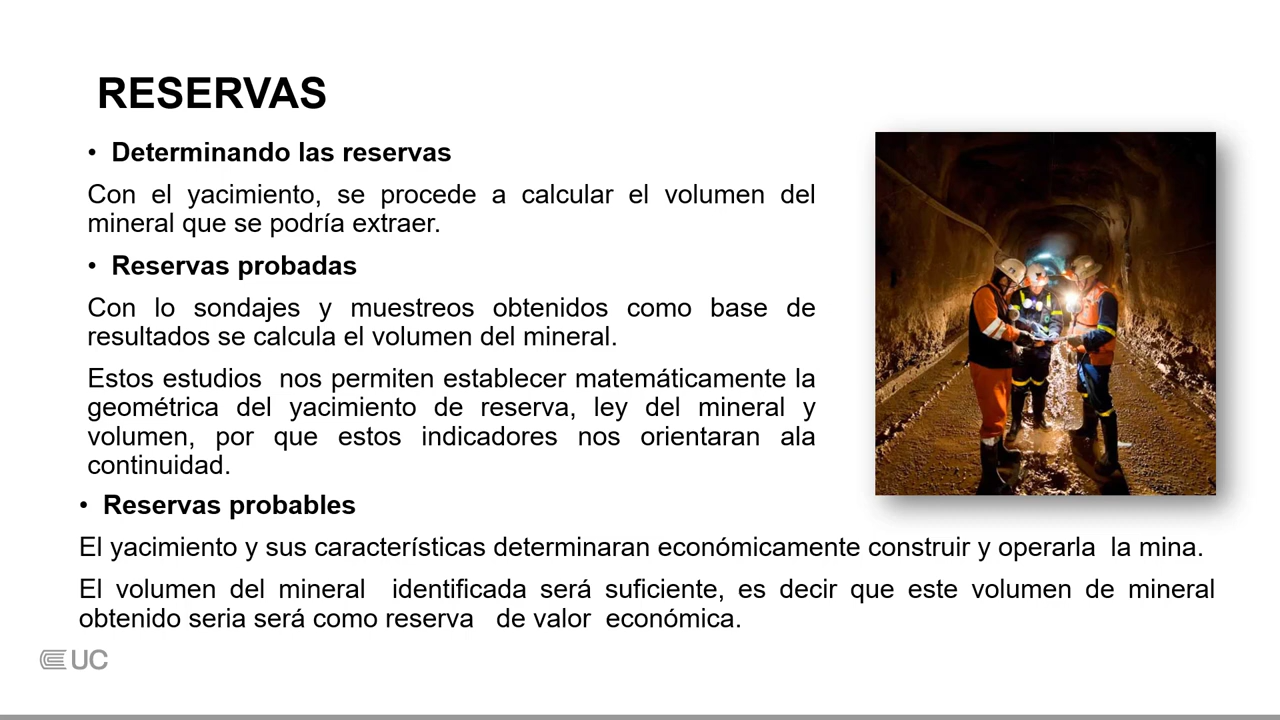 RESERVAS
• Determinando las reservas
Con el yacimiento, se procede a calcular el volumen del
mineral que se podría extraer.
• Reservas probadas
Con lo sondajes y muestreos obtenidos como base de
resultados se calcula el volumen del mineral.
Estos estudios nos permiten establecer matemáticamente la
geométrica del yacimiento de reserva, ley del mineral y
volumen, por que estos indicadores nos orientaran ala
continuidad.
• Reservas probables
El yacimiento y sus características determinaran económicamente construir y operarla la mina.
El volumen del mineral identificada será suficiente, es decir que este volumen de mineral
obtenido seria será como reserva de valor económica.
UC